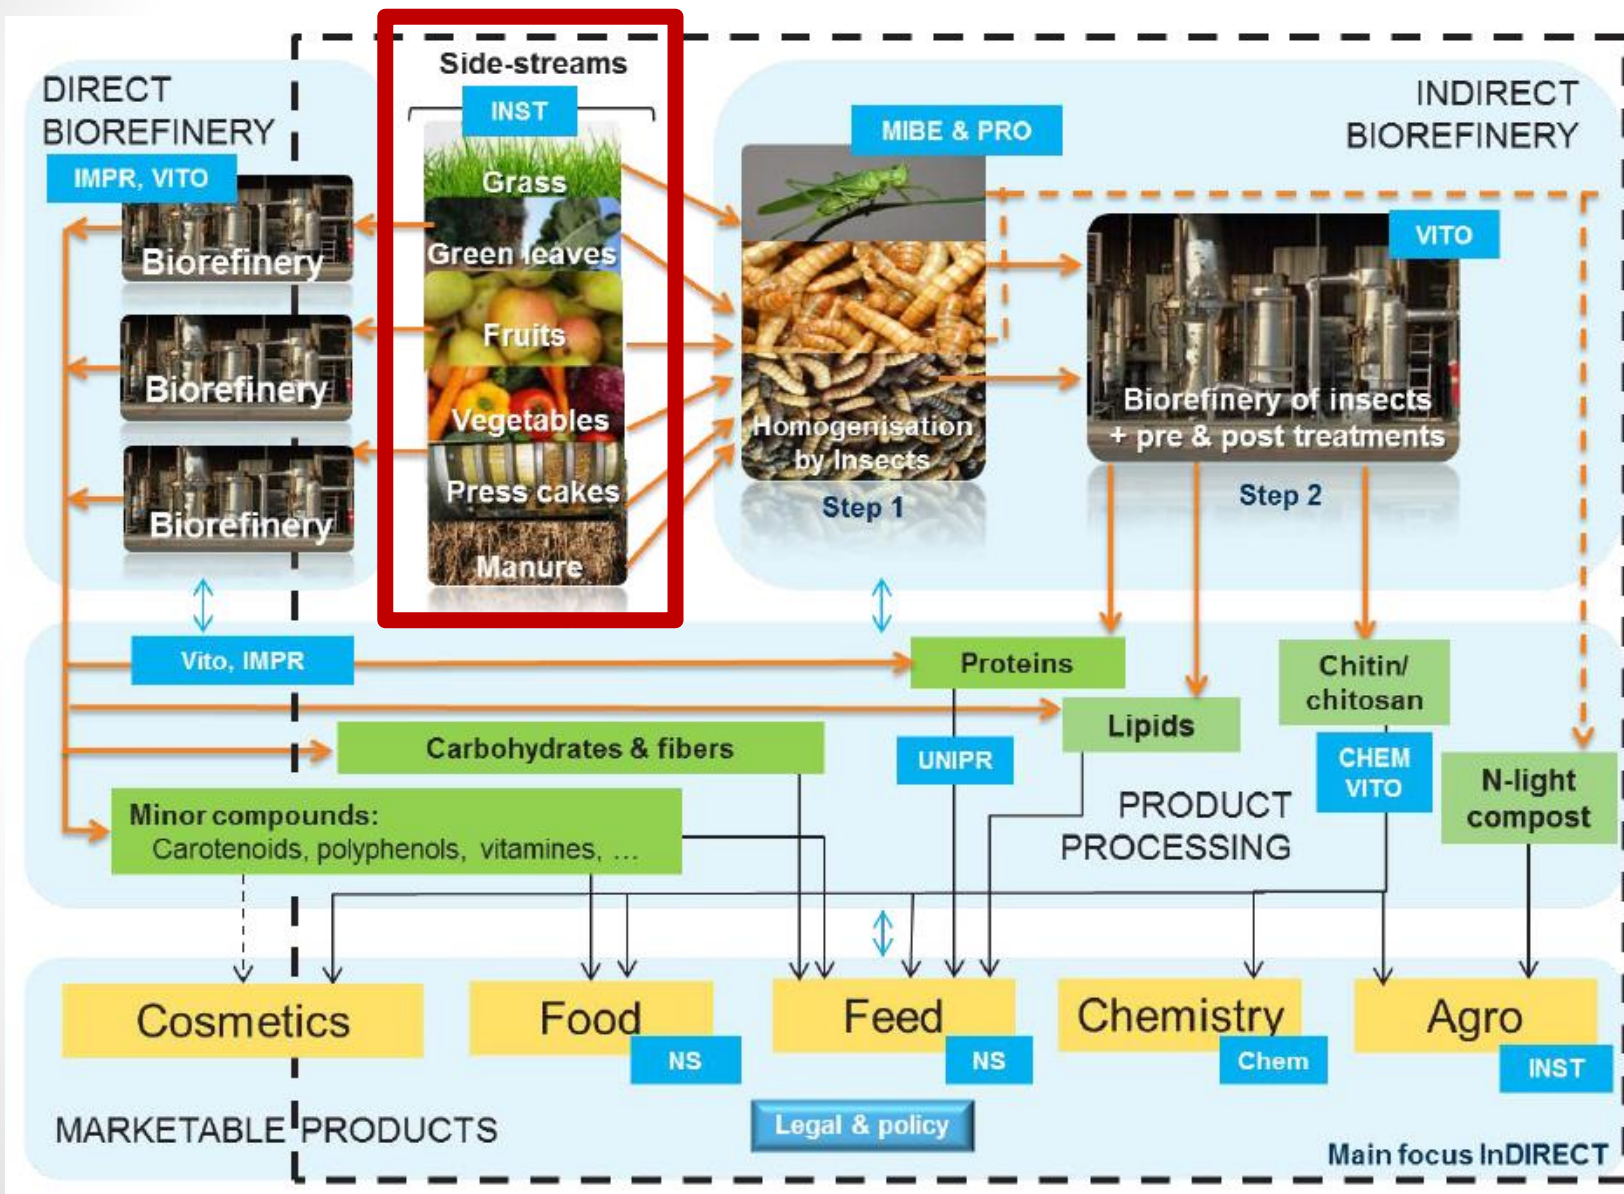 Side-streams
INST
DIRECT
BIOREFINERY
IMPR, VITO
Biorefinery
Biorefinery
Biorefinery
Grass
Green leaves
Fruits
Vegetables
Press cakes
Manure
INDIRECT
BIOREFINERY
MIBE & PRO
Homogenisation
by Insects
Step 1
VITO
Biorefinery of insects
+ pre & post treatments
Step 2
Vito, IMPR
Proteins
Lipids
Chitin/
chitosan
Carbohydrates & fibers
UNIPR
CHEM
VITO
N-light
compost
Minor compounds:
Carotenoids, polyphenols, vitamines, ...
PRODUCT
PROCESSING
Cosmetics
Food
NS
Feed
NS
Chemistry
Chem
Agro
INST
MARKETABLE PRODUCTS
Legal & policy
Main focus InDIRECT